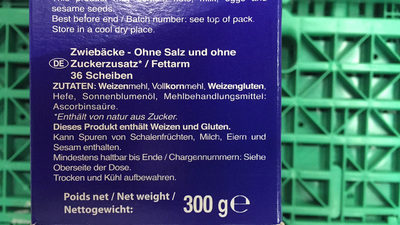 sesame seeds.
Best before end / Batch number: see top of pack.
Store in a cool dry place.
Zwiebäcke - Ohne Salz und ohne
DE Zuckerzusatz* / Fettarm
36 Scheiben
ZUTATEN: Weizenmehl, Vollkornmehl, Weizengluten,
Hefe, Sonnenblumenöl, Mehlbehandlungsmittel:
Ascorbinsäure.
*Enthält von natur aus Zucker.
Dieses Produkt enthält Weizen und Gluten.
Kann Spuren von Schalenfrüchten, Milch, Eiern und
Sesam enthalten.
Mindestens haltbar bis Ende / Chargennummern: Siehe
Oberseite der Dose.
Trocken und Kühl aufbewahren.
Poids net / Net weight /
Nettogewicht: 300 g℮